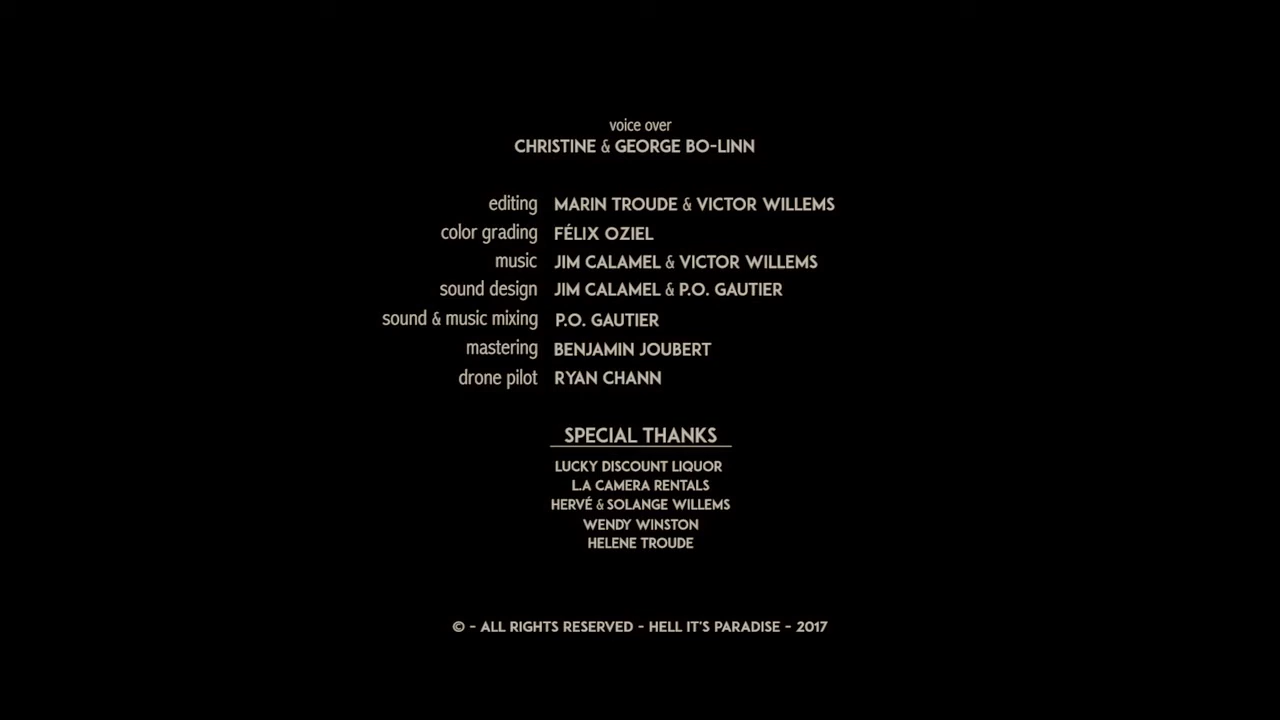 voice over
CHRISTINE & GEORGE BO-LINN
editing MARIN TROUDE & VICTOR WILLEMS
color grading FÉLIX OZIEL
music JIM CALAMEL & VICTOR WILLEMS
sound design JIM CALAMEL & P.O. GAUTIER
sound & music mixing P.O. GAUTIER
mastering BENJAMIN JOUBERT
drone pilot RYAN CHANN
SPECIAL THANKS
LUCKY DISCOUNT LIQUOR
L.A CAMERA RENTALS
HERVÉ & SOLANGE WILLEMS
WENDY WINSTON
HELENE TROUDE
© - ALL RIGHTS RESERVED - HELL IT'S PARADISE - 2017